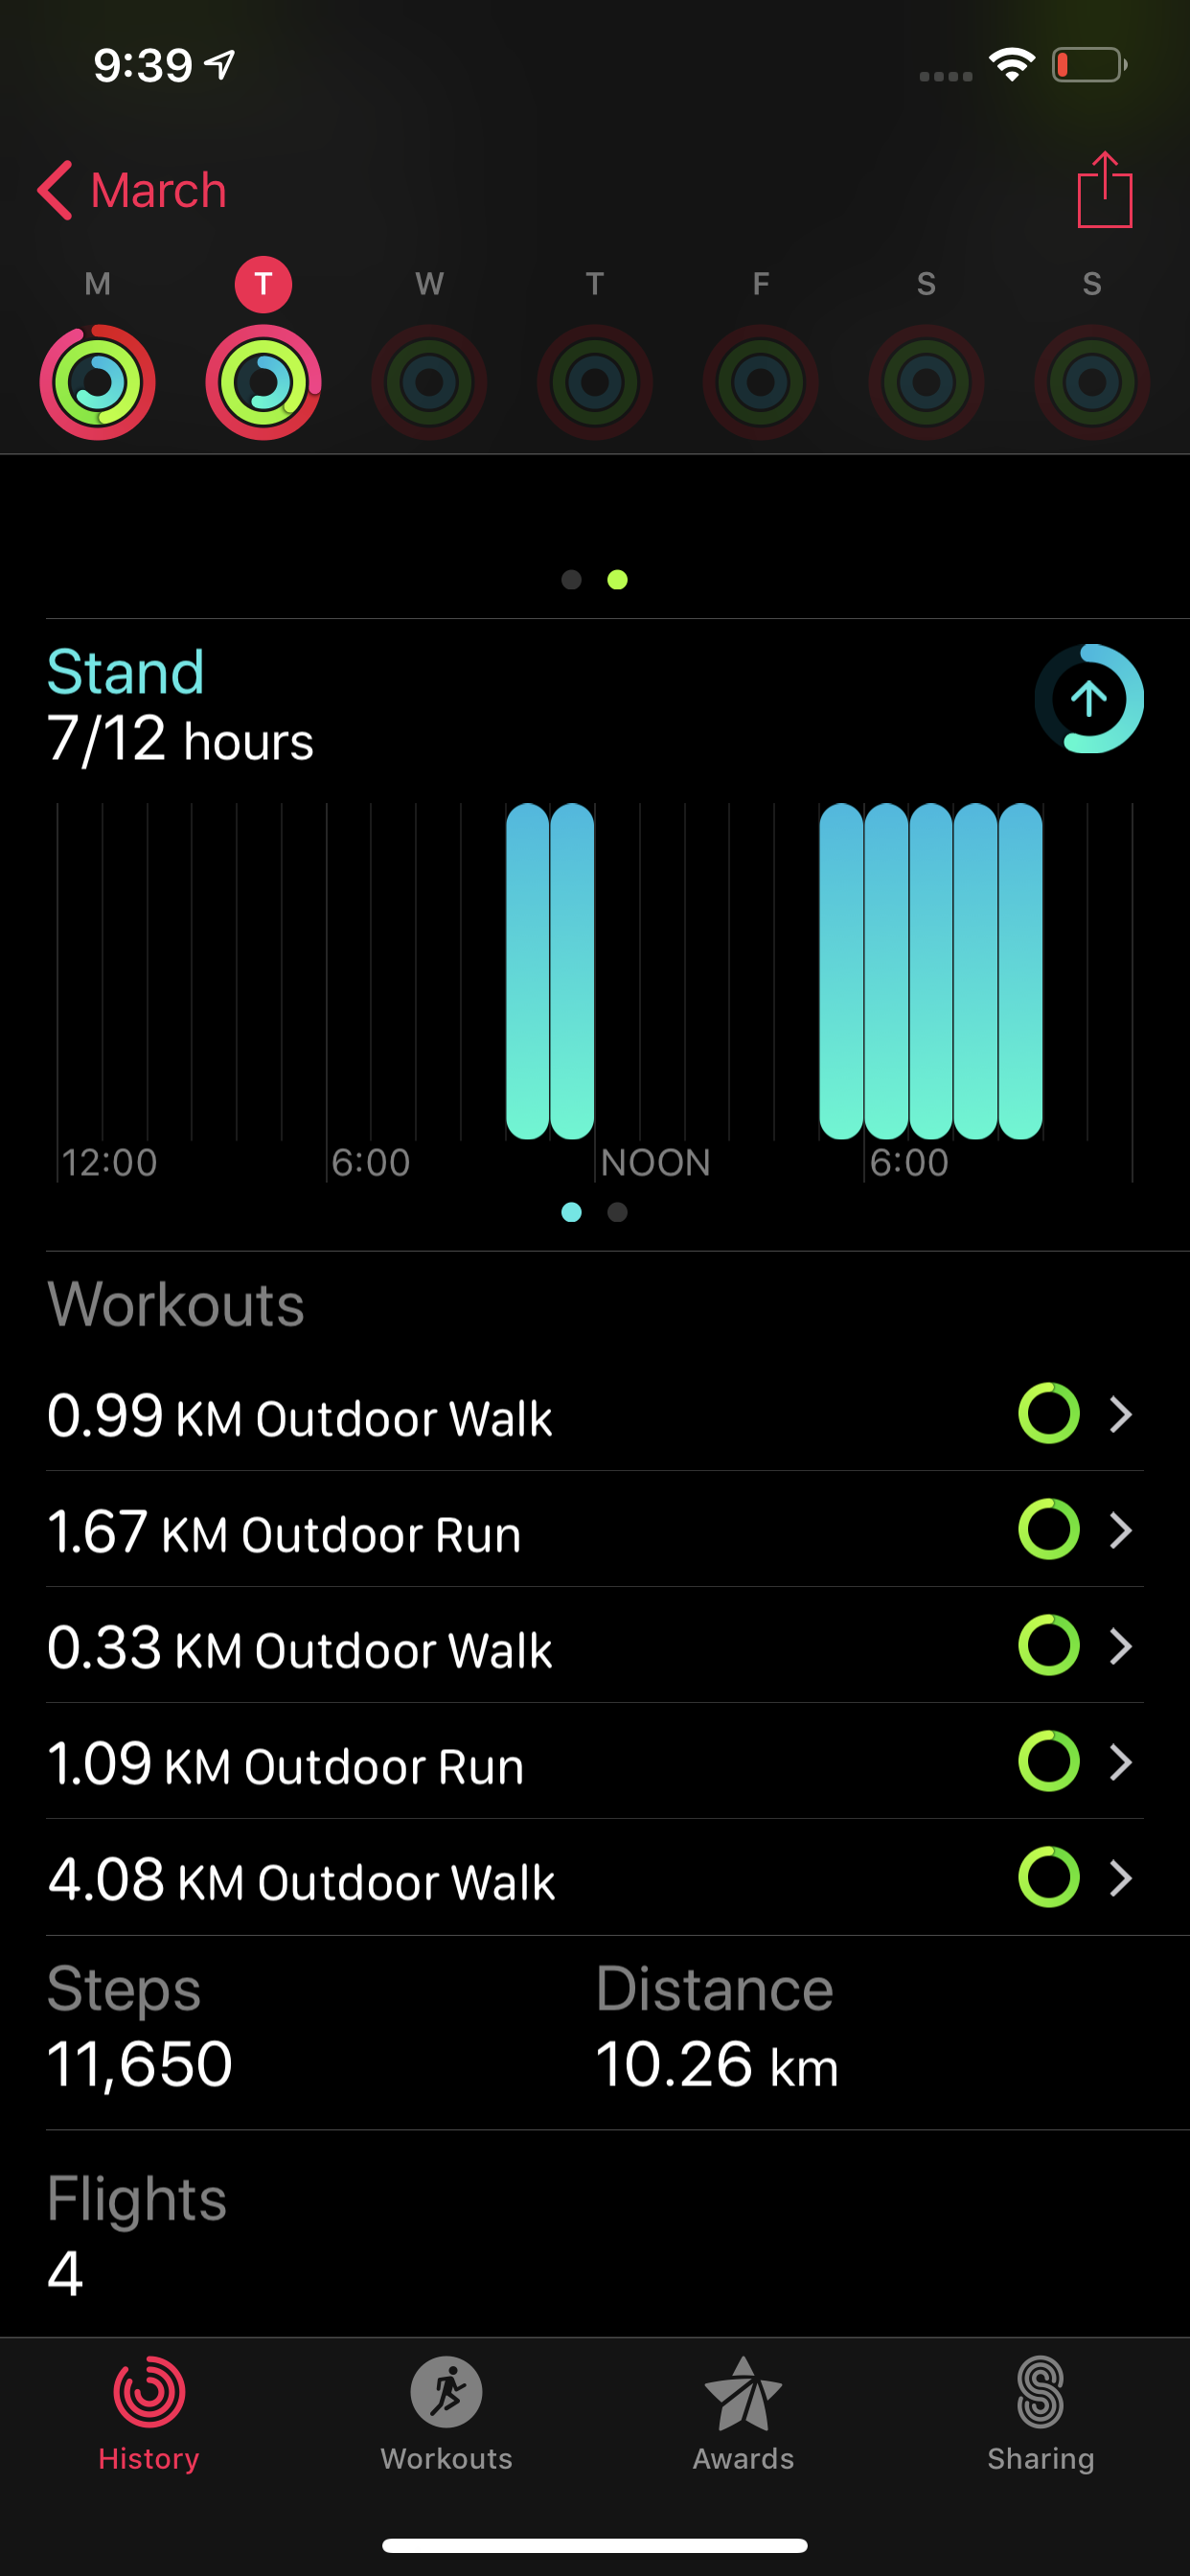 9:39
March
M T W T F S S
Stand
7/12 hours
12:00 6:00 NOON 6:00
Workouts
0.99 KM Outdoor Walk
1.67 KM Outdoor Run
0.33 KM Outdoor Walk
1.09 KM Outdoor Run
4.08 KM Outdoor Walk
Steps Distance
11,650 10.26 km
Flights
4
History Workouts Awards Sharing